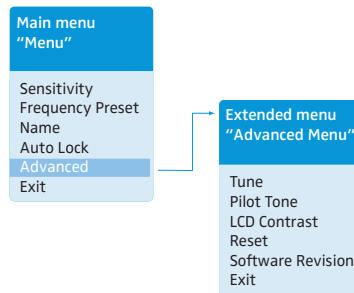 Main menu
“Menu”
Sensitivity
Frequency Preset
Name
Auto Lock
Advanced
Exit
Extended menu
“Advanced Menu”
Tune
Pilot Tone
LCD Contrast
Reset
Software Revision
Exit